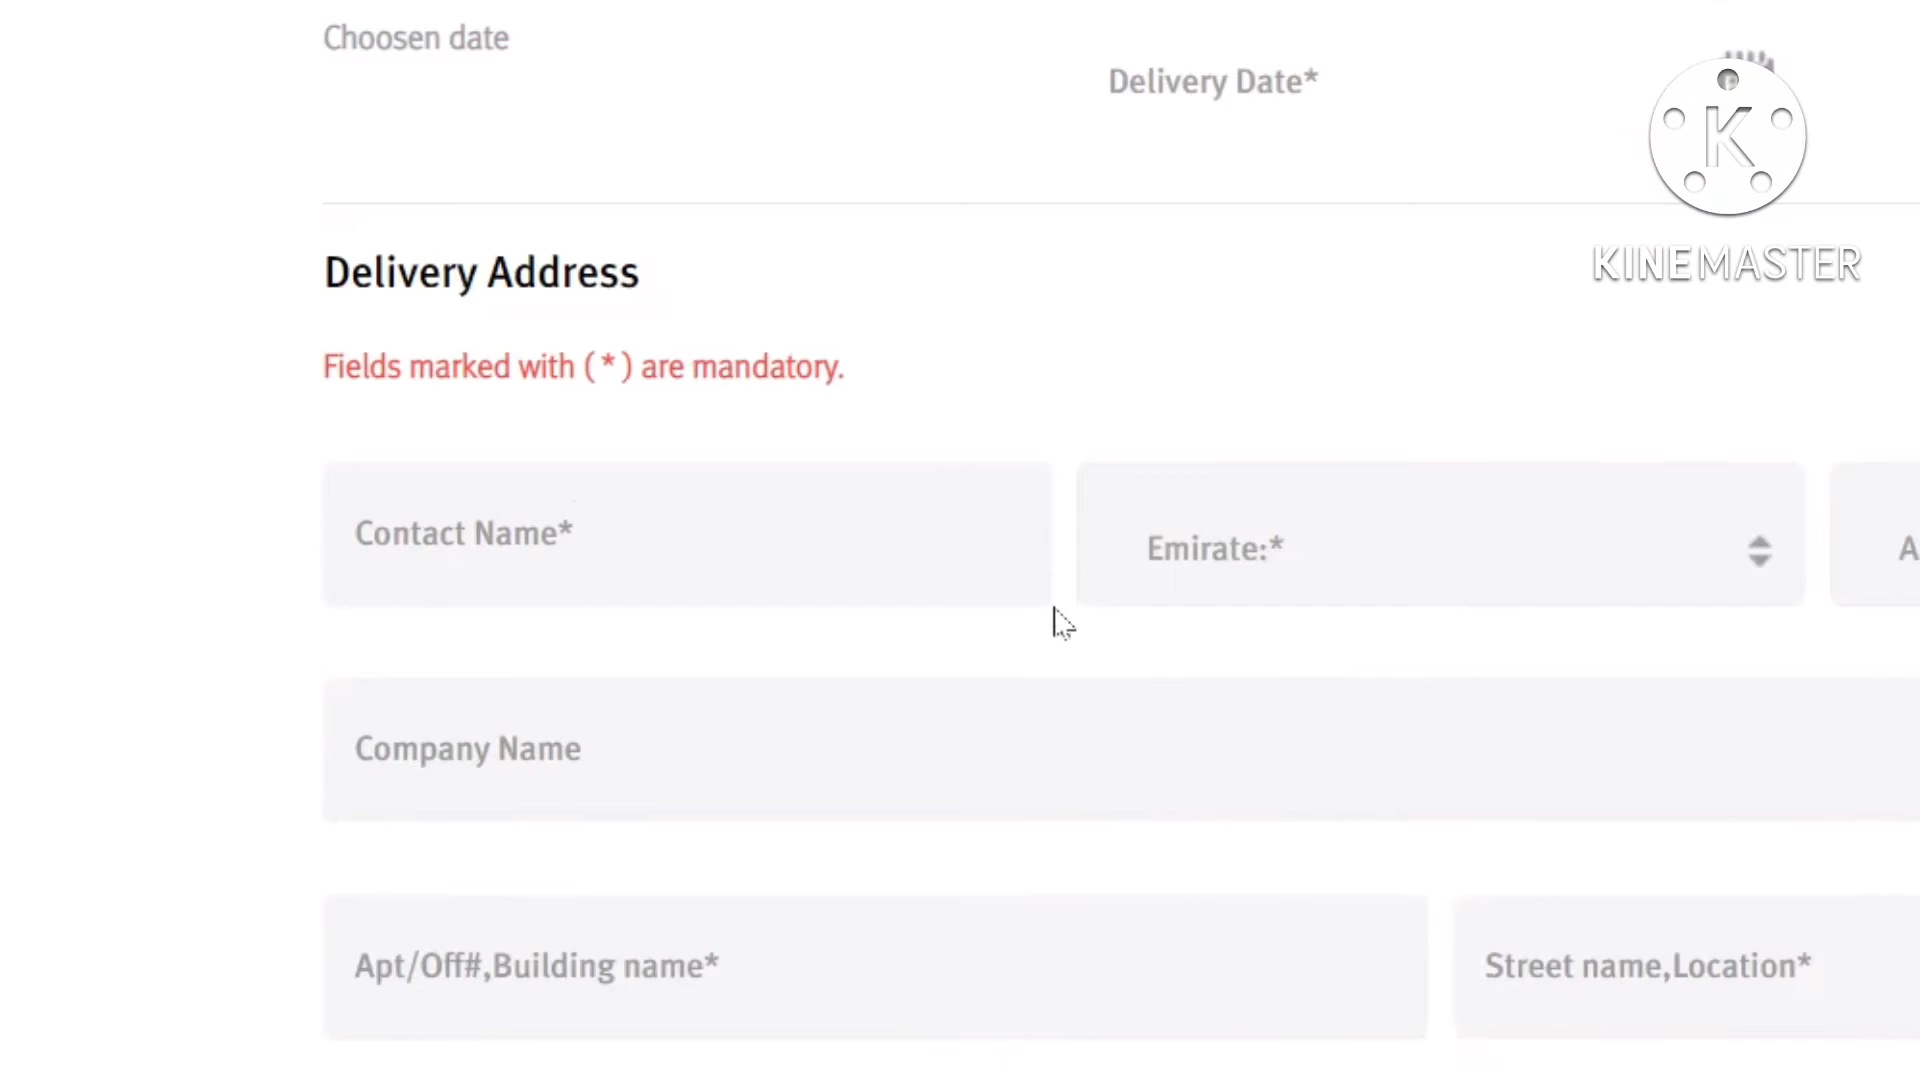 Choosen date
Delivery Date*
K
KINEMASTER
Delivery Address
Fields marked with ( * ) are mandatory.
Contact Name*
Emirate:*
A
Company Name
Apt/Off#,Building name*
Street name,Location*